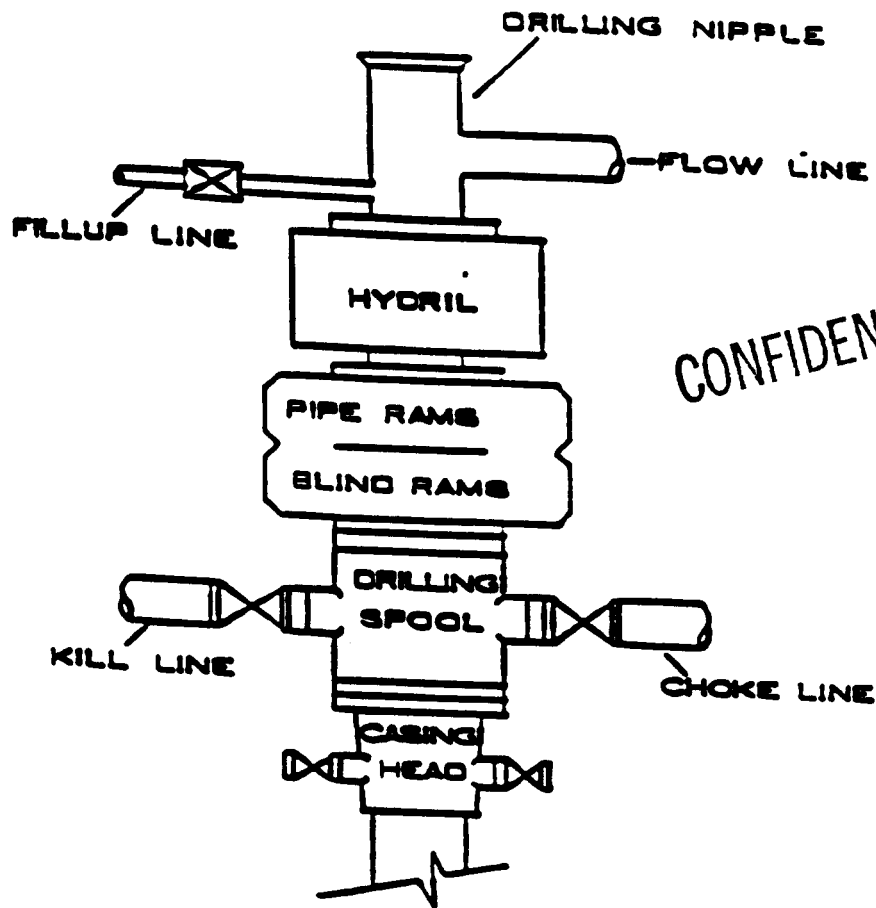 DRILLING NIPPLE
FLOW LINE
FILLUP LINE
HYDRIL
CONFIDEN
PIPE RAMS
BLIND RAMS
DRILLING
SPOOL
KILL LINE
CHOKE LINE
CASING
HEAD